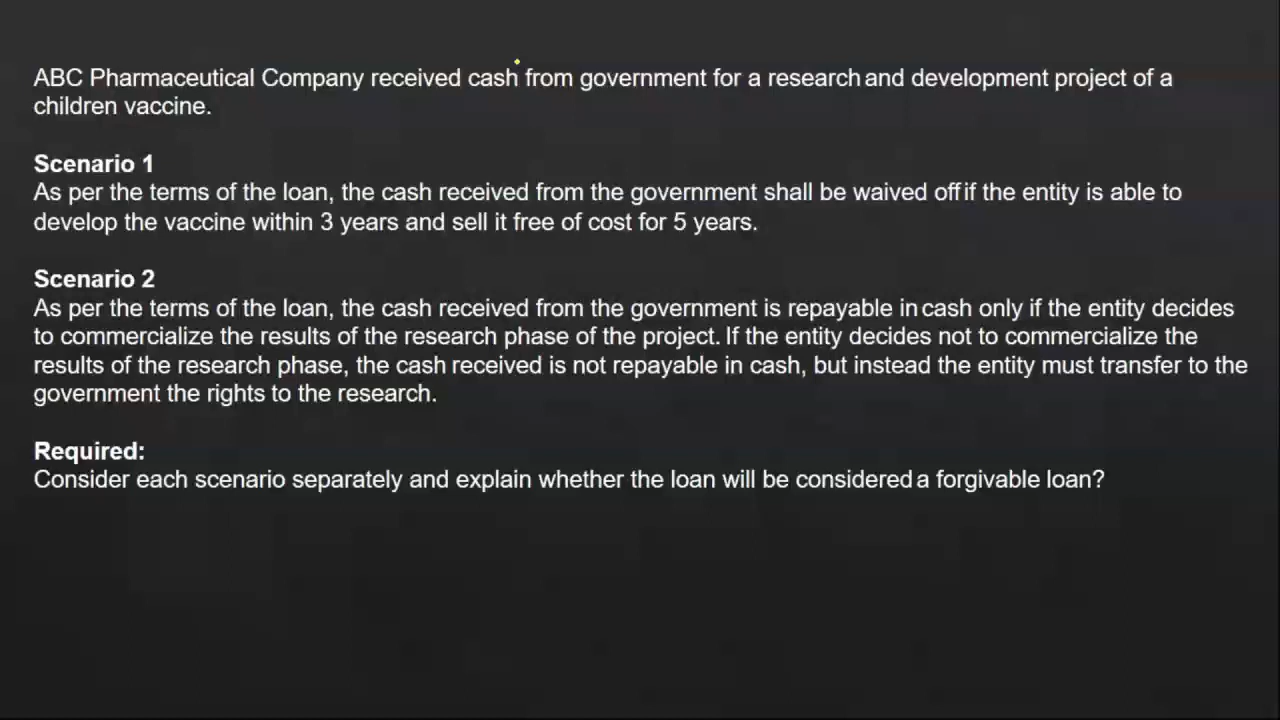 ABC Pharmaceutical Company received cash from government for a research and development project of a
children vaccine.
Scenario 1
As per the terms of the loan, the cash received from the government shall be waived off if the entity is able to
develop the vaccine within 3 years and sell it free of cost for 5 years.
Scenario 2
As per the terms of the loan, the cash received from the government is repayable in cash only if the entity decides
to commercialize the results of the research phase of the project. If the entity decides not to commercialize the
results of the research phase, the cash received is not repayable in cash, but instead the entity must transfer to the
government the rights to the research.
Required:
Consider each scenario separately and explain whether the loan will be considered a forgivable loan?